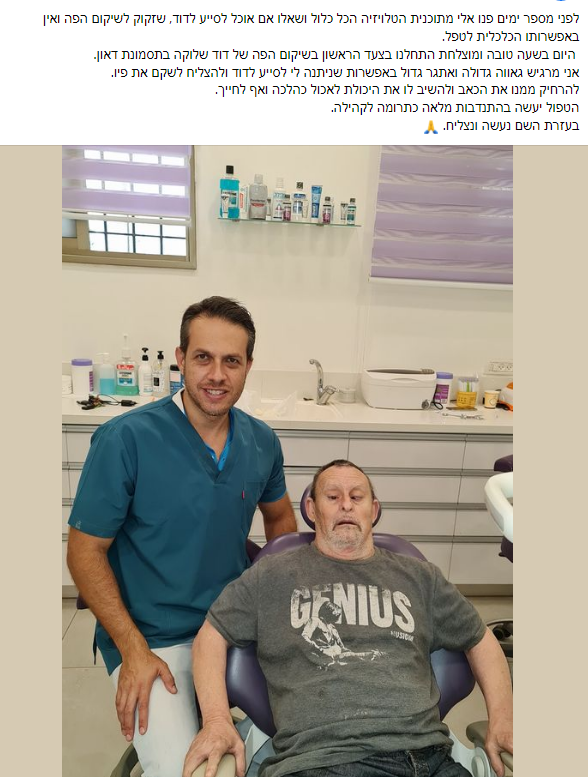 לפני מספר ימים פנו אלי מתוכנית הטלויזיה הכל כלול ושאלו אם אוכל לסייע לדוד, שזקוק לשיקום הפה ואין
באפשרותו הכלכלית לטפל.
היום בשעה טובה ומוצלחת התחלנו בצעד הראשון בשיקום הפה של דוד שלוקה בתסמונת דאון.
אני מרגיש גאווה גדולה ואתגר גדול באפשרות שניתנה לי לסייע לדוד ולהצליח לשקם את פיו.
להרחיק ממנו את הכאב ולהשיב לו את היכולת לאכול כהלכה ואף לחייך.
הטפול יעשה בהתנדבות מלאה כתרומה לקהילה.
בעזרת השם נעשה ונצליח. 🙏
GENIUS